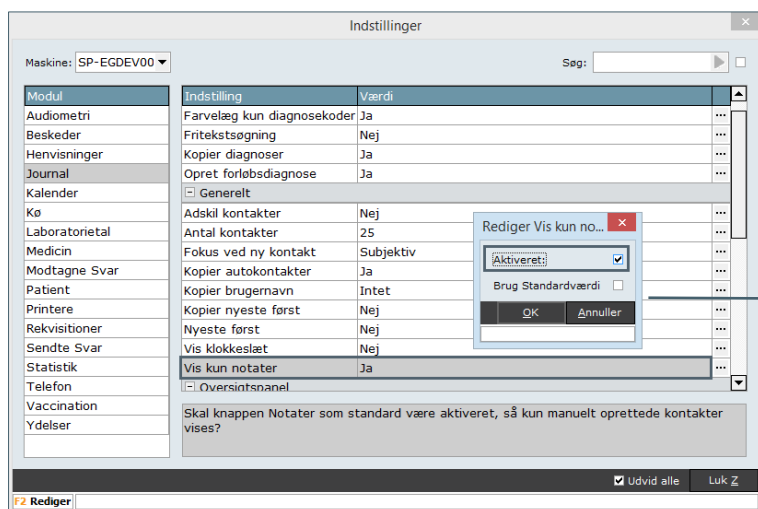 Indstillinger
Maskine: SP-EGDEV00
Søg:
Modul
Audiometri
Beskeder
Henvisninger
Journal
Kalender
Kø
Laboratorietal
Medicin
Modtagne Svar
Patient
Printere
Rekvisitioner
Sendte Svar
Statistik
Telefon
Vaccination
Ydelser
Indstilling Værdi
Farvelæg kun diagnosekoder Ja
Fritekstsøgning Nej
Kopier diagnoser Ja
Opret forløbsdiagnose Ja
Generelt
Adskil kontakter Nej
Antal kontakter 25
Fokus ved ny kontakt Subjektiv
Kopier autokontakter Ja
Kopier brugernavn Intet
Kopier nyeste først Nej
Nyeste først Nej
Vis klokkeslæt Nej
Vis kun notater Ja
Oversigtspanel
Rediger Vis kun no...
Aktiveret:
Brug Standardværdi
OK Annuller
Skal knappen Notater som standard være aktiveret, så kun manuelt oprettede kontakter
vises?
Udvid alle Luk Z
F2 Rediger